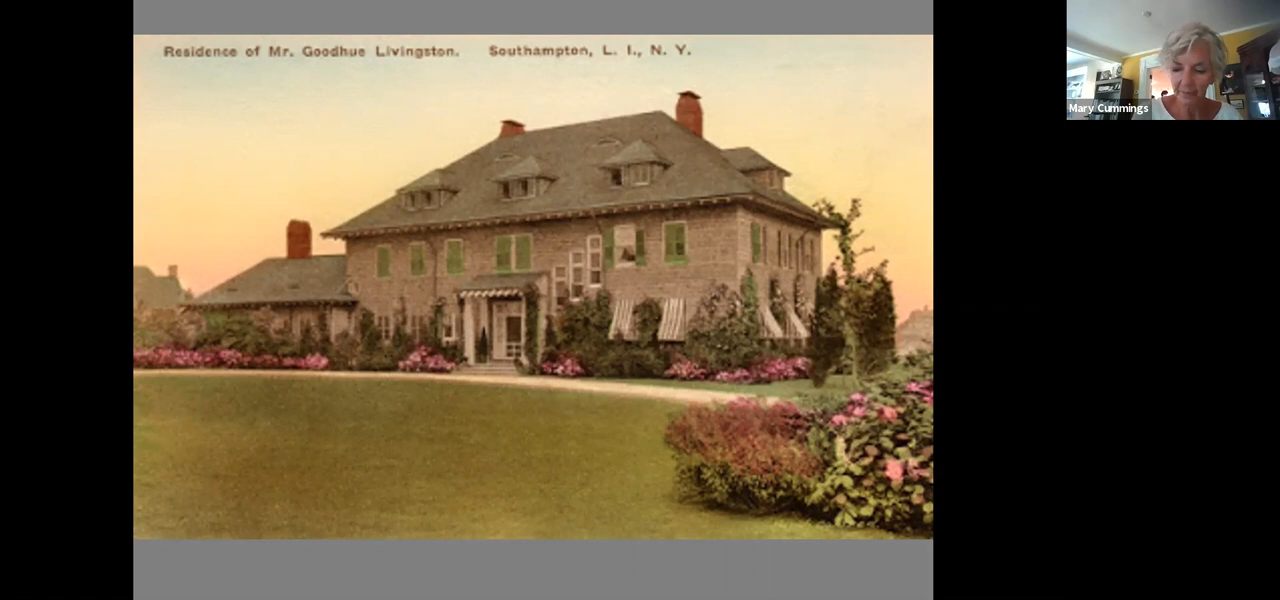 Residence of Mr. Goodhue Livingston. Southampton, L. I., N. Y.
Mary Cummings